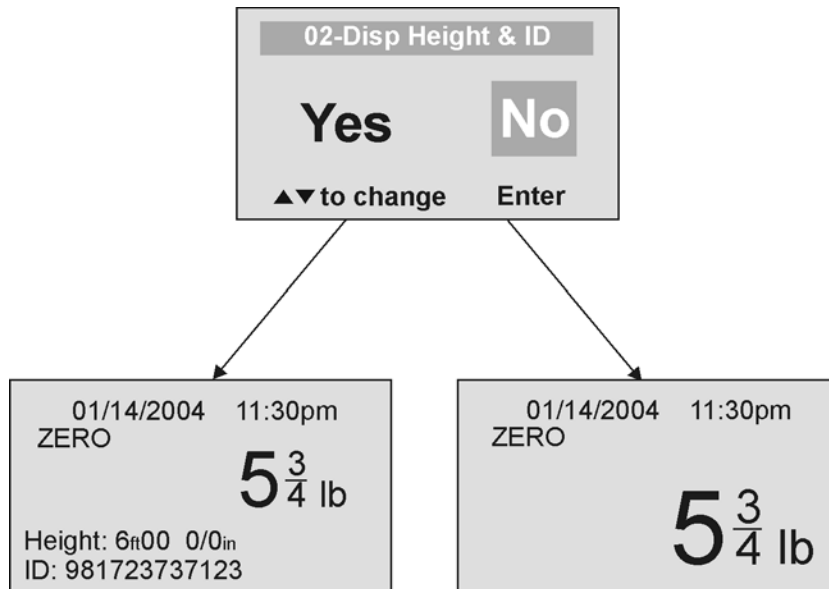 02-Disp Height & ID
Yes No
▲▼to change Enter
01/14/2004 11:30pm
ZERO
5 3/4 lb
Height: 6ft00 0/0in
ID: 981723737123
01/14/2004 11:30pm
ZERO
5 3/4 lb